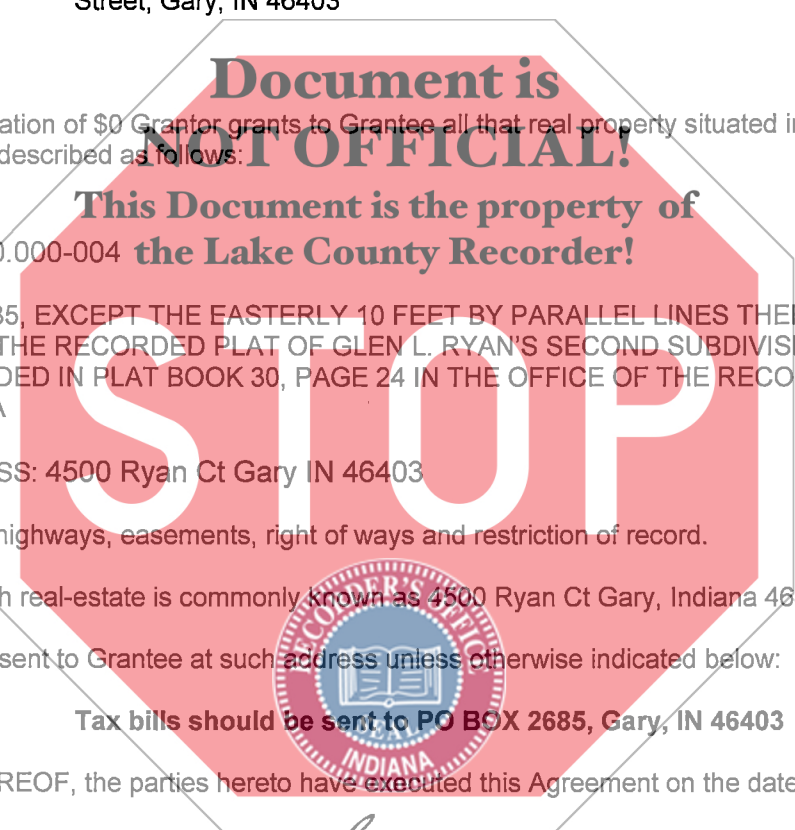 Street, Gary, IN 46403
Document is
ation of $0 Grantor grants to Grantee all that real property situated in
NOT OFFICIAL!
described as follows:
This Document is the property of
0.000-004
the Lake County Recorder!
35, EXCEPT THE EASTERLY 10 FEET BY PARALLEL LINES THE
THE RECORDED PLAT OF GLEN L. RYAN'S SECOND SUBDIVISI
DED IN PLAT BOOK 30, PAGE 24 IN THE OFFICE OF THE RECO
A
STOP
SS: 4500 Ryan Ct Gary IN 46403
highways, easements, right of ways and restriction of record.
h real-estate is commonly known as 4500 Ryan Ct Gary, Indiana 46
RECORDER'S OFFICE
sent to Grantee at such address unless otherwise indicated below:
Tax bills should be sent to PO BOX 2685, Gary, IN 46403
SEAL
INDIANA
REOF, the parties hereto have executed this Agreement on the date